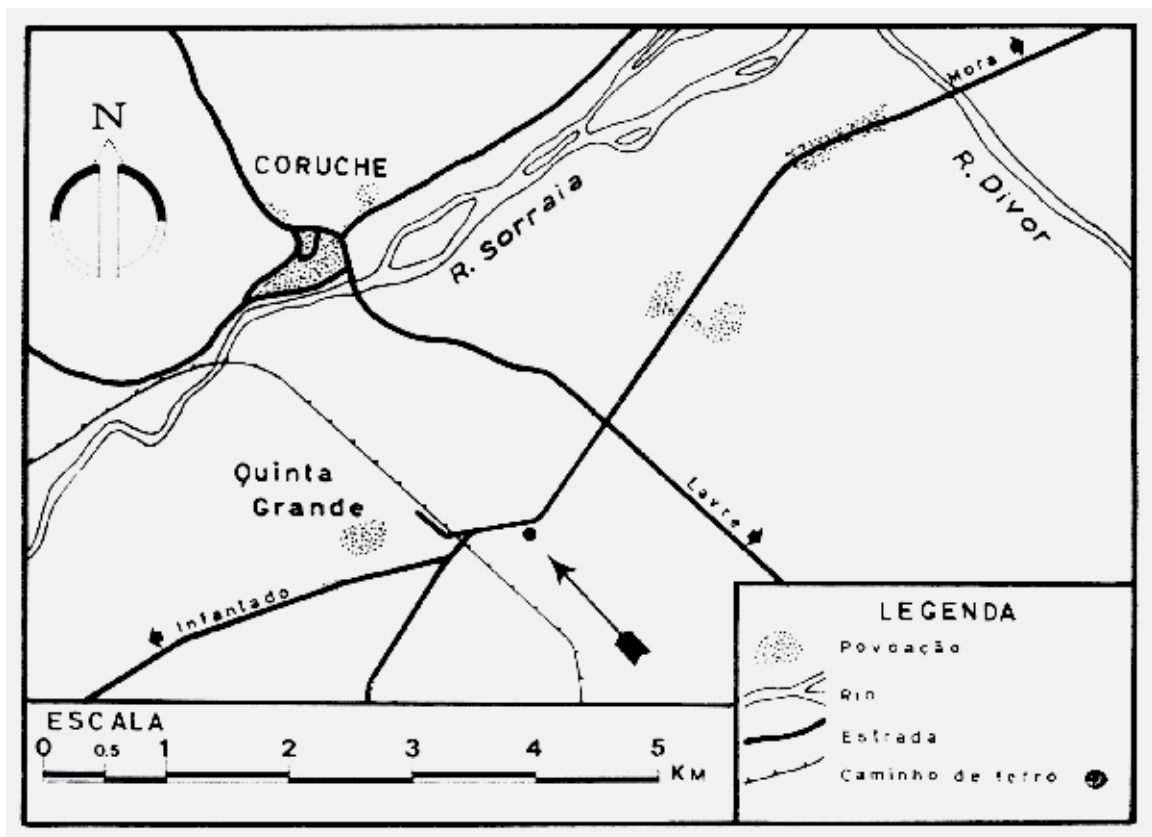 N
CORUCHE
Mora
R. Sorraia
R. Divor
Quinta
Grande
Lavre
Infantado
LEGENDA
Povoação
Rio
Estrada
Caminho de ferro
ESCALA
0 0.5 1 2 3 4 5
KM